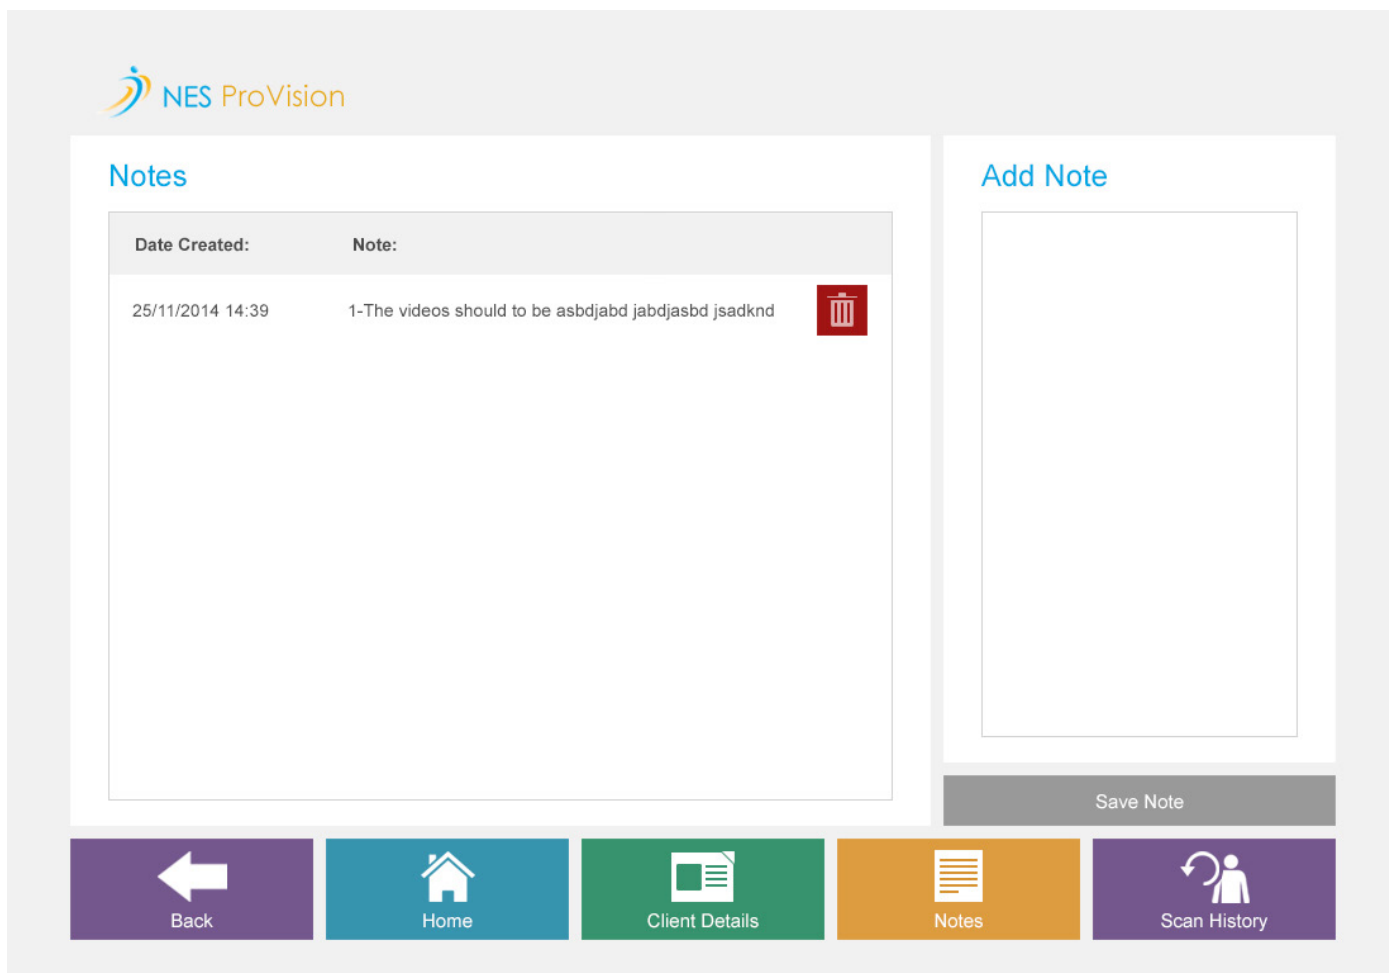 NES ProVision
Notes
Add Note
Date Created: Note:
25/11/2014 14:39 1-The videos should to be asbdjabd jabdjasbd jsadknd
Save Note
Back Home Client Details Notes Scan History